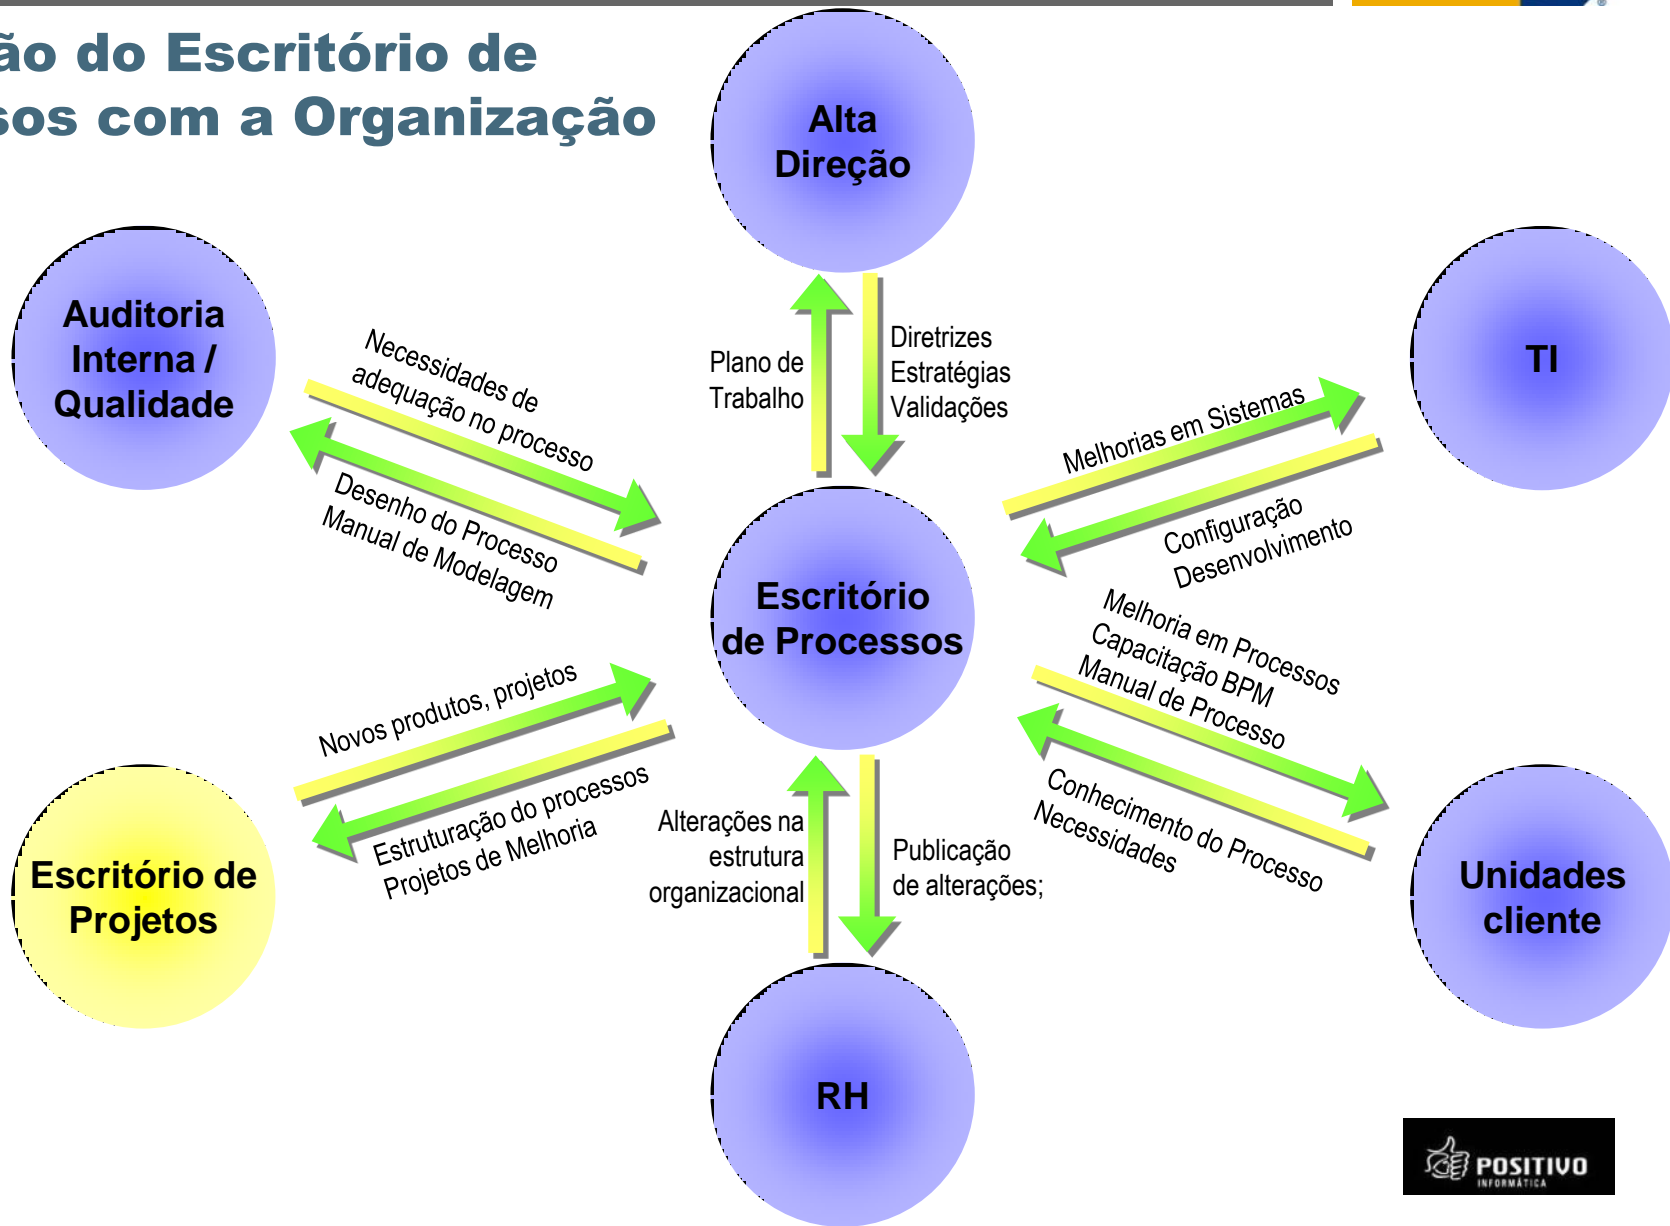 ão do Escritório de
sos com a Organização
Alta
Direção
Auditoria
Interna /
Qualidade
TI
Necessidades de
adequação no processo
Desenho do Processo
Manual de Modelagem
Plano de
Trabalho
Diretrizes
Estratégias
Validações
Melhorias em Sistemas
Configuração
Desenvolvimento
Escritório
de Processos
Melhoria em Processos
Capacitação BPM
Manual de Processo
Conhecimento do Processo
Necessidades
Novos produtos, projetos
Estruturação do processos
Projetos de Melhoria
Alterações na
estrutura
organizacional
Publicação
de alterações;
Escritório de
Projetos
Unidades
cliente
RH
POSITIVO
INFORMÁTICA
®